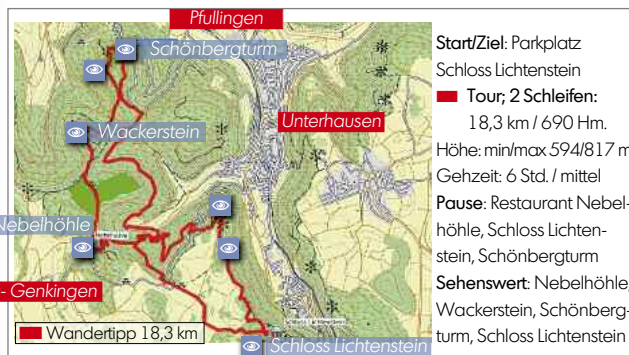 Pfullingen
Schönbergturm
Wackerstein
Unterhausen
Nebelhöhle
- Genkingen
Wandertipp 18,3 km
Schloss Lichtenstein
Start/Ziel: Parkplatz
Schloss Lichtenstein
Tour; 2 Schleifen:
18,3 km / 690 Hm.
Höhe: min/max 594/817 m
Gehzeit: 6 Std. / mittel
Pause: Restaurant Nebel-
höhle, Schloss Lichten-
stein, Schönbergturm
Sehenswert: Nebelhöhle,
Wackerstein, Schönberg-
turm, Schloss Lichtenstein